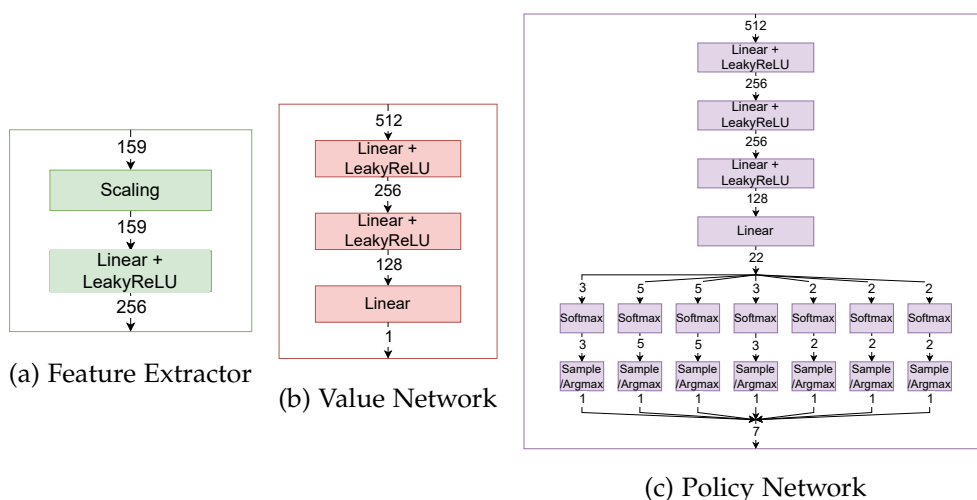 159
Scaling
159
Linear +
LeakyReLU
256
(a) Feature Extractor
512
Linear +
LeakyReLU
256
Linear +
LeakyReLU
128
Linear
1
(b) Value Network
512
Linear +
LeakyReLU
256
Linear +
LeakyReLU
256
Linear +
LeakyReLU
128
Linear
22
3 5 5 3 2 2 2
Softmax Softmax Softmax Softmax Softmax Softmax Softmax
3 5 5 3 2 2 2
Sample Sample Sample Sample Sample Sample Sample
/Argmax /Argmax /Argmax /Argmax /Argmax /Argmax /Argmax
1 1 1 1 1 1 1
7
(c) Policy Network